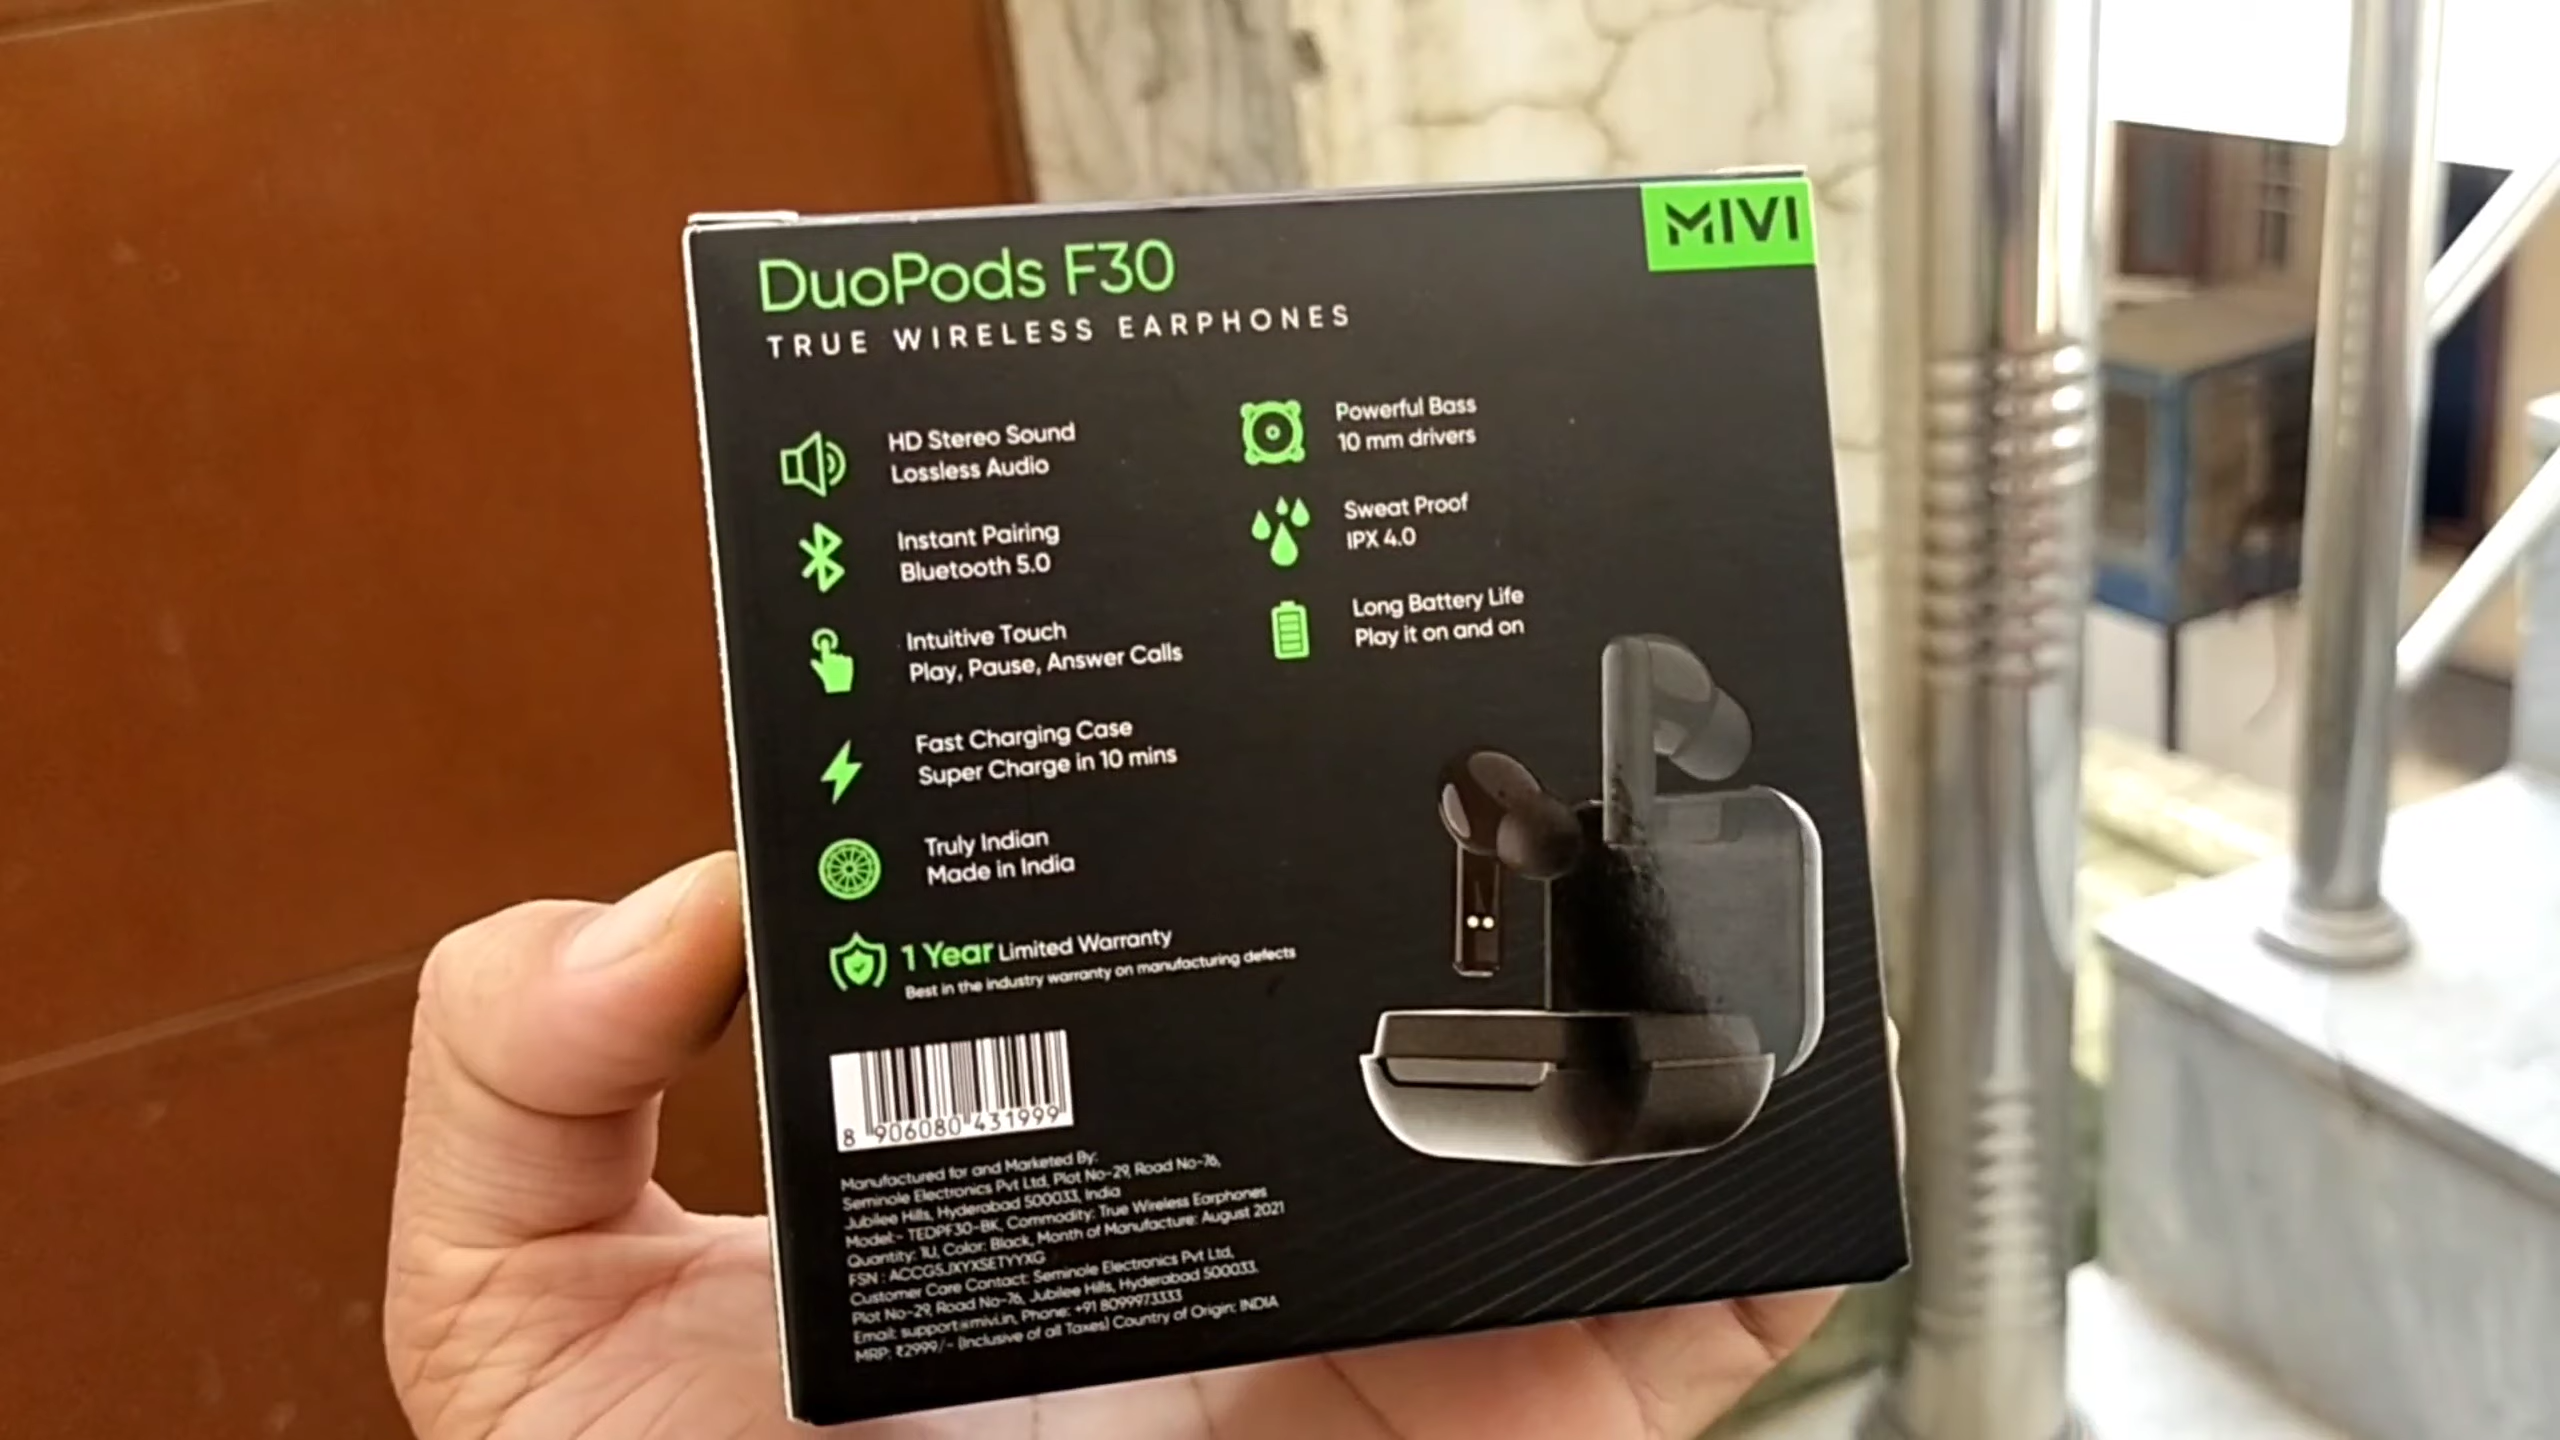 DuoPods F30
TRUE WIRELESS EARPHONES
MIVI
HD Stereo Sound
Lossless Audio
Instant Pairing
Bluetooth 5.0
Intuitive Touch
Play, Pause, Answer Calls
Fast Charging Case
Super Charge in 10 mins
Truly Indian
Made in India
1 Year Limited Warranty
Best in the industry warranty on manufacturing defects
Powerful Bass
10 mm drivers
Sweat Proof
IPX 4.0
Long Battery Life
Play it on and on
8 906080 431999
Manufactured for and Marketed By:
Seminole Electronics Pvt Ltd, Plot No-29, Road No-76,
Jubilee Hills, Hyderabad 500033, India
Model:- TEDPF30-BK, Commodity: True Wireless Earphones
Quantity: 1U, Color: Black, Month of Manufacture: August 2021
FSN : ACCG5JXYXSETYYXG
Customer Care Contact: Seminole Electronics Pvt Ltd,
Plot No-29, Road No-76, Jubilee Hills, Hyderabad 500033.
Email: support@mivi.in, Phone: +91 8099973333
MRP: ₹2999/- (Inclusive of all Taxes) Country of Origin: INDIA